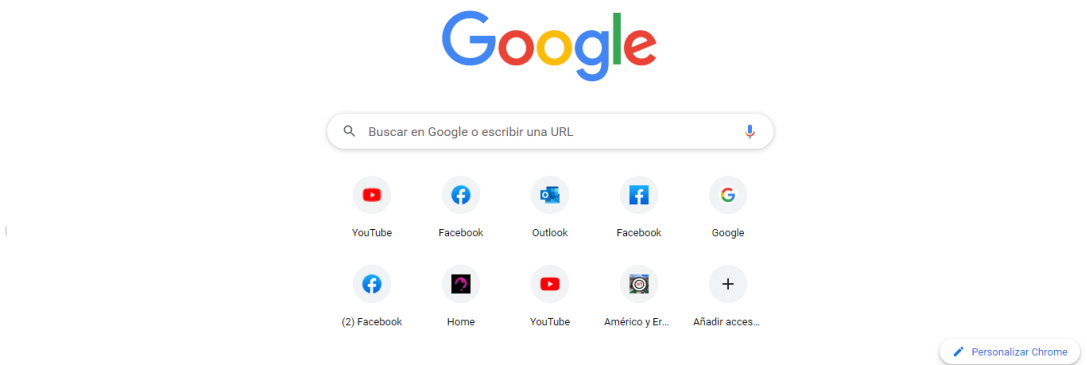 Google
Buscar en Google o escribir una URL
YouTube
Facebook
Outlook
Facebook
Google
(2) Facebook
Home
YouTube
Américo y Er...
Añadir acces...
Personalizar Chrome